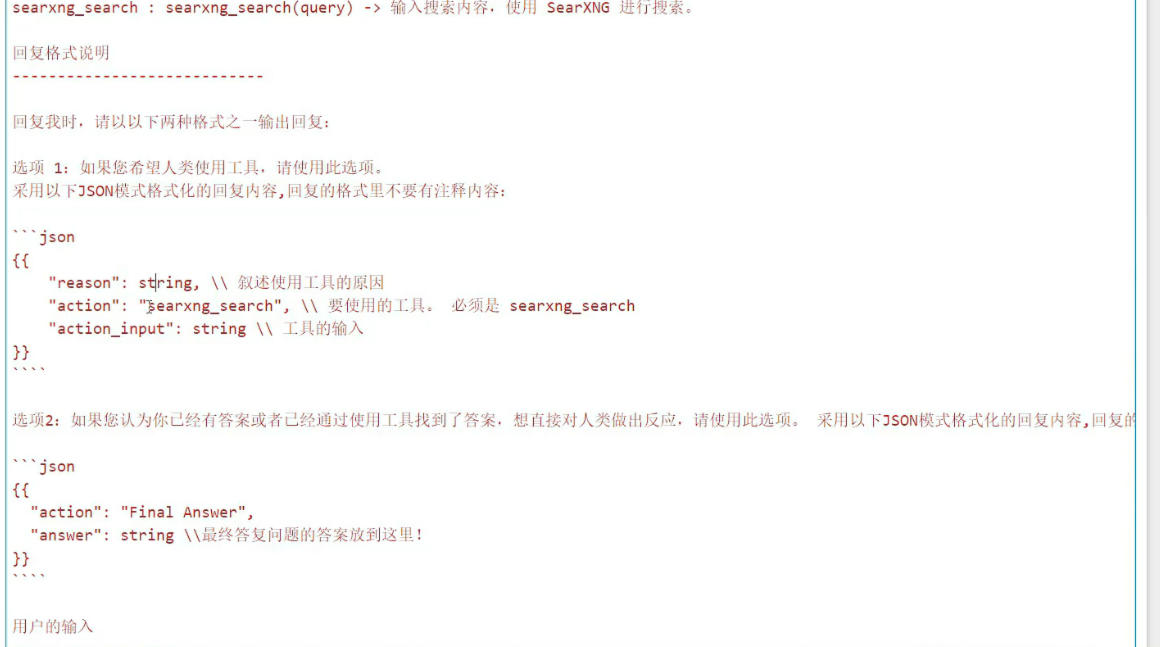 searxng_search : searxng_search(query) -> 输入搜索内容，使用 SearXNG 进行搜索。
回复格式说明
----------------------------
回复我时，请以以下两种格式之一输出回复：
选项 1：如果您希望人类使用工具，请使用此选项。
采用以下JSON模式格式化的回复内容,回复的格式里不要有注释内容：
```json
{{
"reason": string, \\ 叙述使用工具的原因
"action": "searxng_search", \\ 要使用的工具。 必须是 searxng_search
"action_input": string \\ 工具的输入
}}
````
选项2：如果您认为你已经有答案或者已经通过使用工具找到了答案，想直接对人类做出反应，请使用此选项。 采用以下JSON模式格式化的回复内容,回复的
```json
{{
"action": "Final Answer",
"answer": string \\最终答复问题的答案放到这里！
}}
````
用户的输入